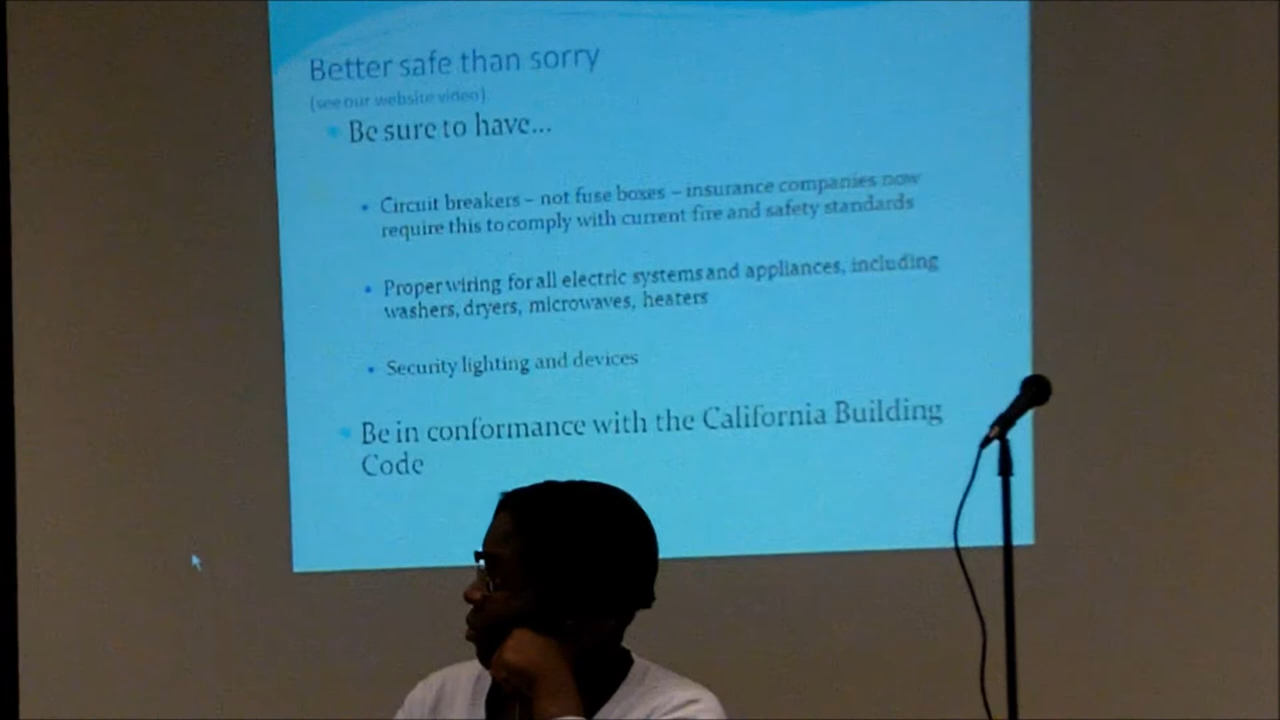 Better safe than sorry
(see our website video)
Be sure to have...
Circuit breakers – not fuse boxes – insurance companies now
require this to comply with current fire and safety standards
Proper wiring for all electric systems and appliances, including
washers, dryers, microwaves, heaters
Security lighting and devices
Be in conformance with the California Building
Code